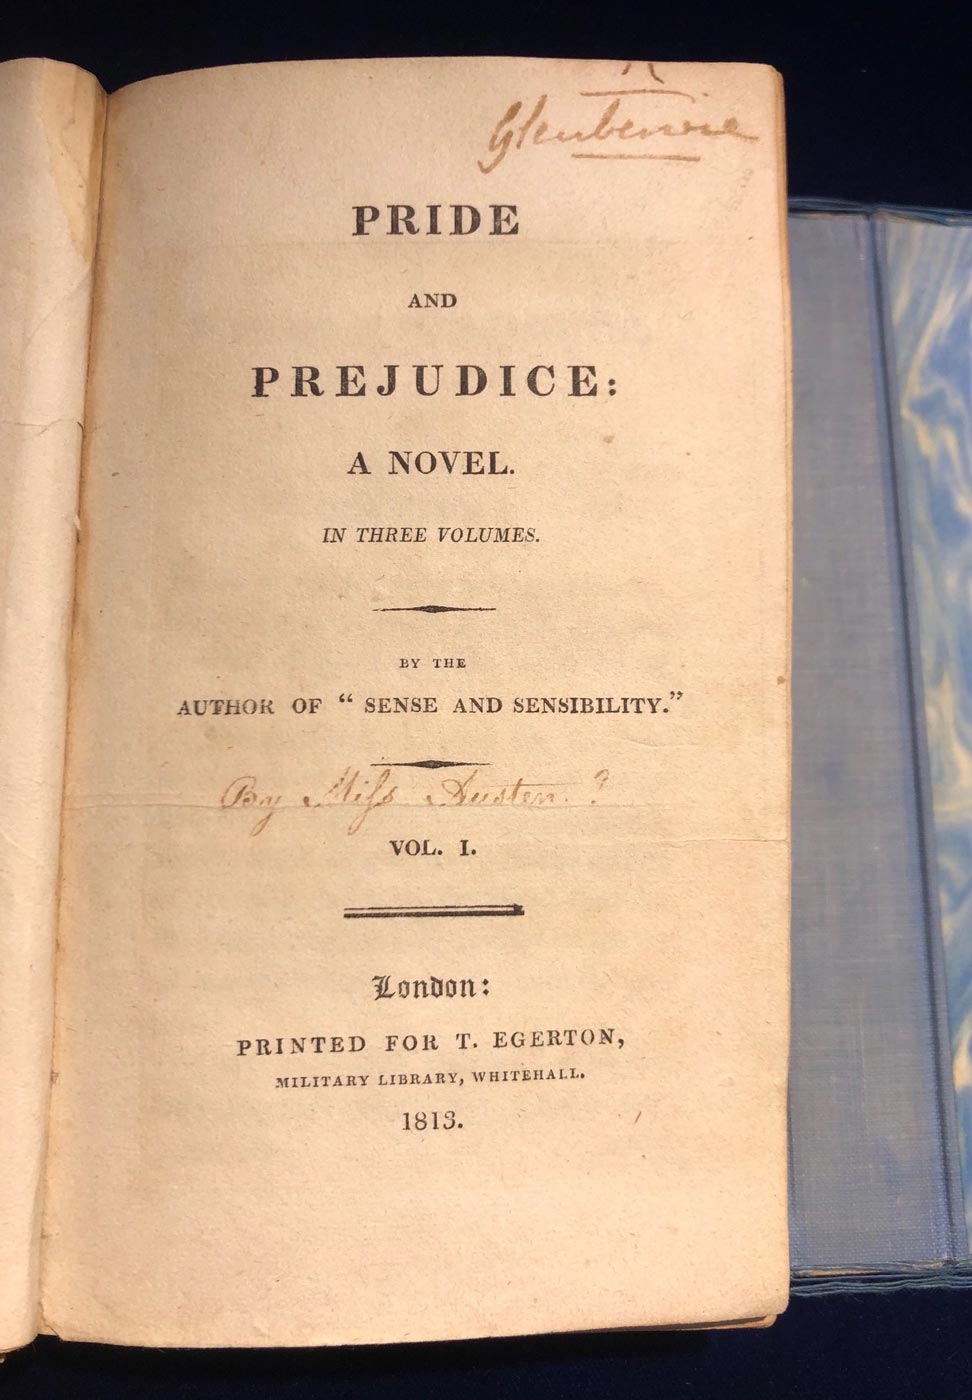 Glenbervie
PRIDE
AND
PREJUDICE:
A NOVEL.
IN THREE VOLUMES.
BY THE
AUTHOR OF “ SENSE AND SENSIBILITY.”
By Miſs Austen. ?
VOL. I.
London:
PRINTED FOR T. EGERTON,
MILITARY LIBRARY, WHITEHALL.
1813.